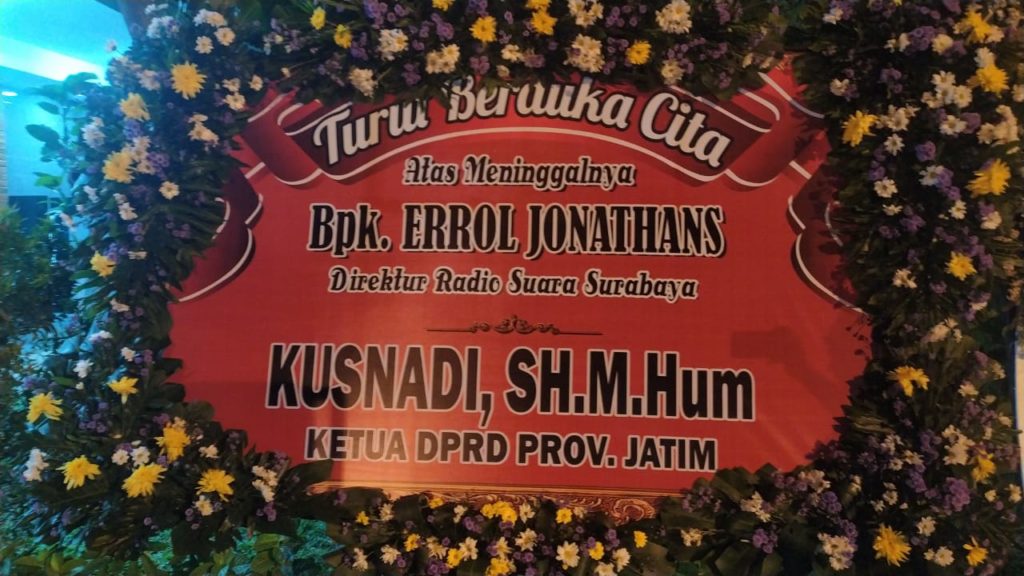 Turut Berduka Cita
Atas Meninggalnya
Bpk. ERROL JONATHANS
Direktur Radio Suara Surabaya
KUSNADI, SH.M.Hum
KETUA DPRD PROV. JATIM